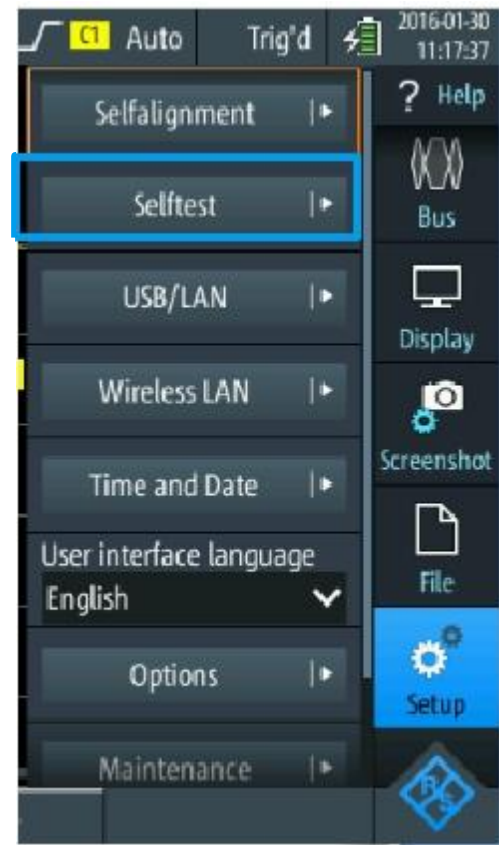 C1 Auto Trig'd 2016-01-30
11:17:37
? Help
Selfalignment
Selftest
USB/LAN
Wireless LAN
Time and Date
User interface language
English
Options
Maintenance
Bus
Display
Screenshot
File
Setup
R S